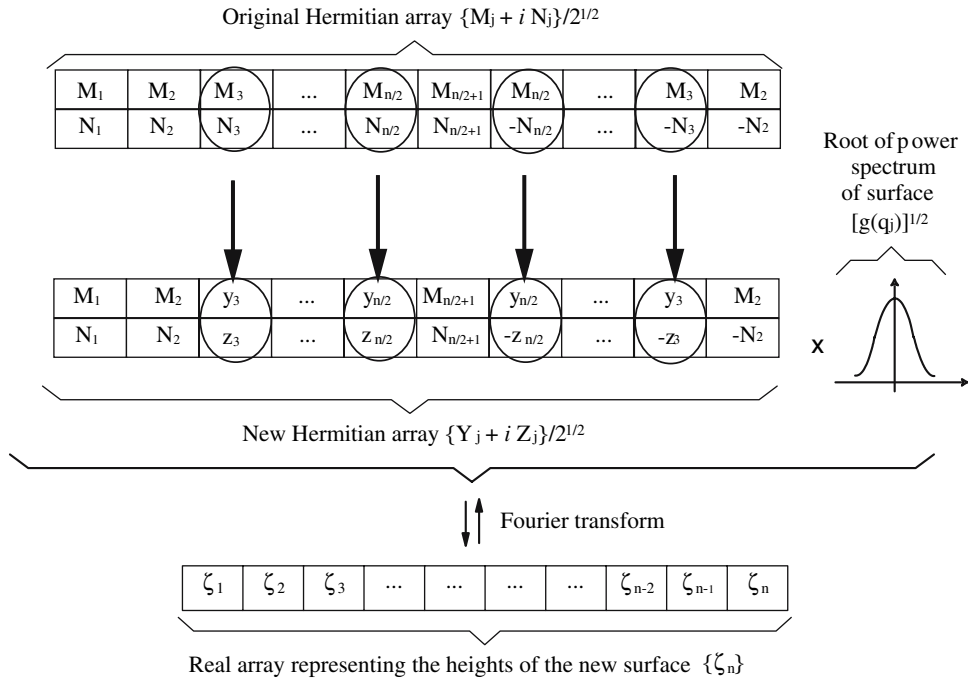 Original Hermitian array {Mj + i Nj}/2^1/2
M1 M2 M3 ... Mn/2 Mn/2+1 Mn/2 ... M3 M2
N1 N2 N3 ... Nn/2 Nn/2+1 -Nn/2 ... -N3 -N2
Root of power
spectrum
of surface
[g(qj)]^1/2
M1 M2 y3 ... yn/2 Mn/2+1 yn/2 ... y3 M2
N1 N2 z3 ... zn/2 Nn/2+1 -zn/2 ... -z3 -N2
x
New Hermitian array {Yj + i Zj}/2^1/2
Fourier transform
ζ1 ζ2 ζ3 ... ... ... ... ζn-2 ζn-1 ζn
Real array representing the heights of the new surface {ζn}